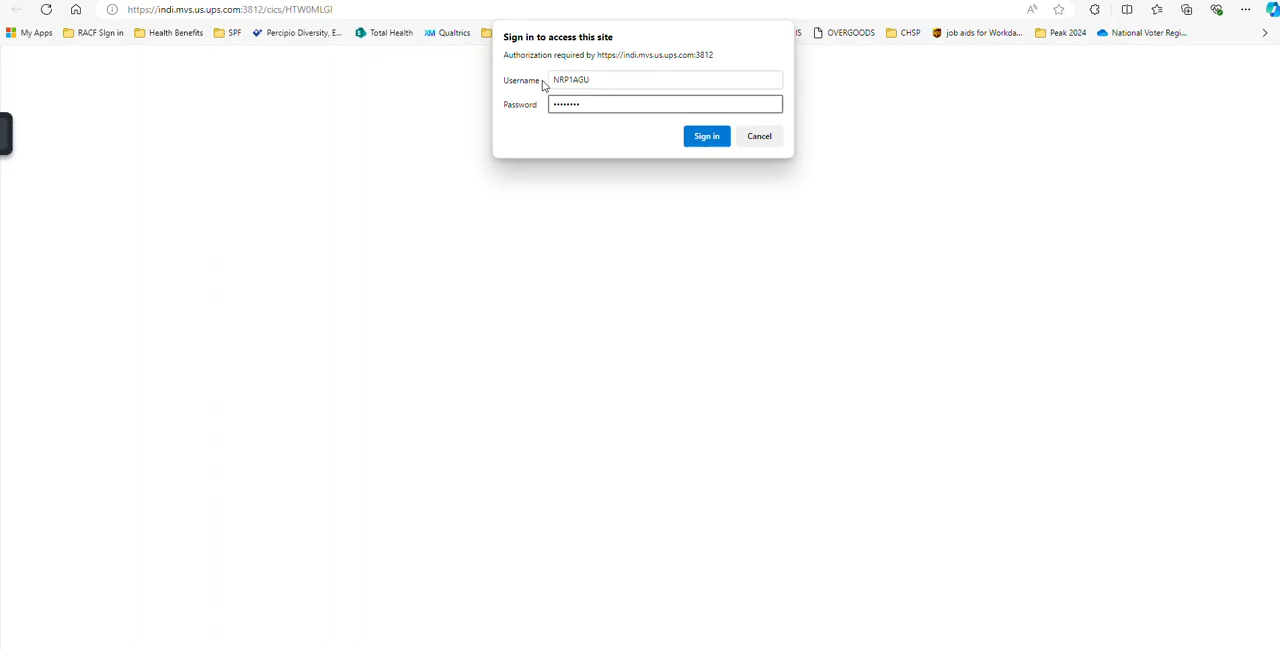 https://indi.mvs.us.ups.com:3812/cics/HTW0MLGI
My Apps RACF SIgn in Health Benefits SPF Percipio Diversity, E... Total Health Qualtrics IS OVERGOODS CHSP job aids for Workda... Peak 2024 National Voter Regi...
Sign in to access this site
Authorization required by https://indi.mvs.us.ups.com:3812
Username NRP1AGU
Password ••••••••
Sign in Cancel